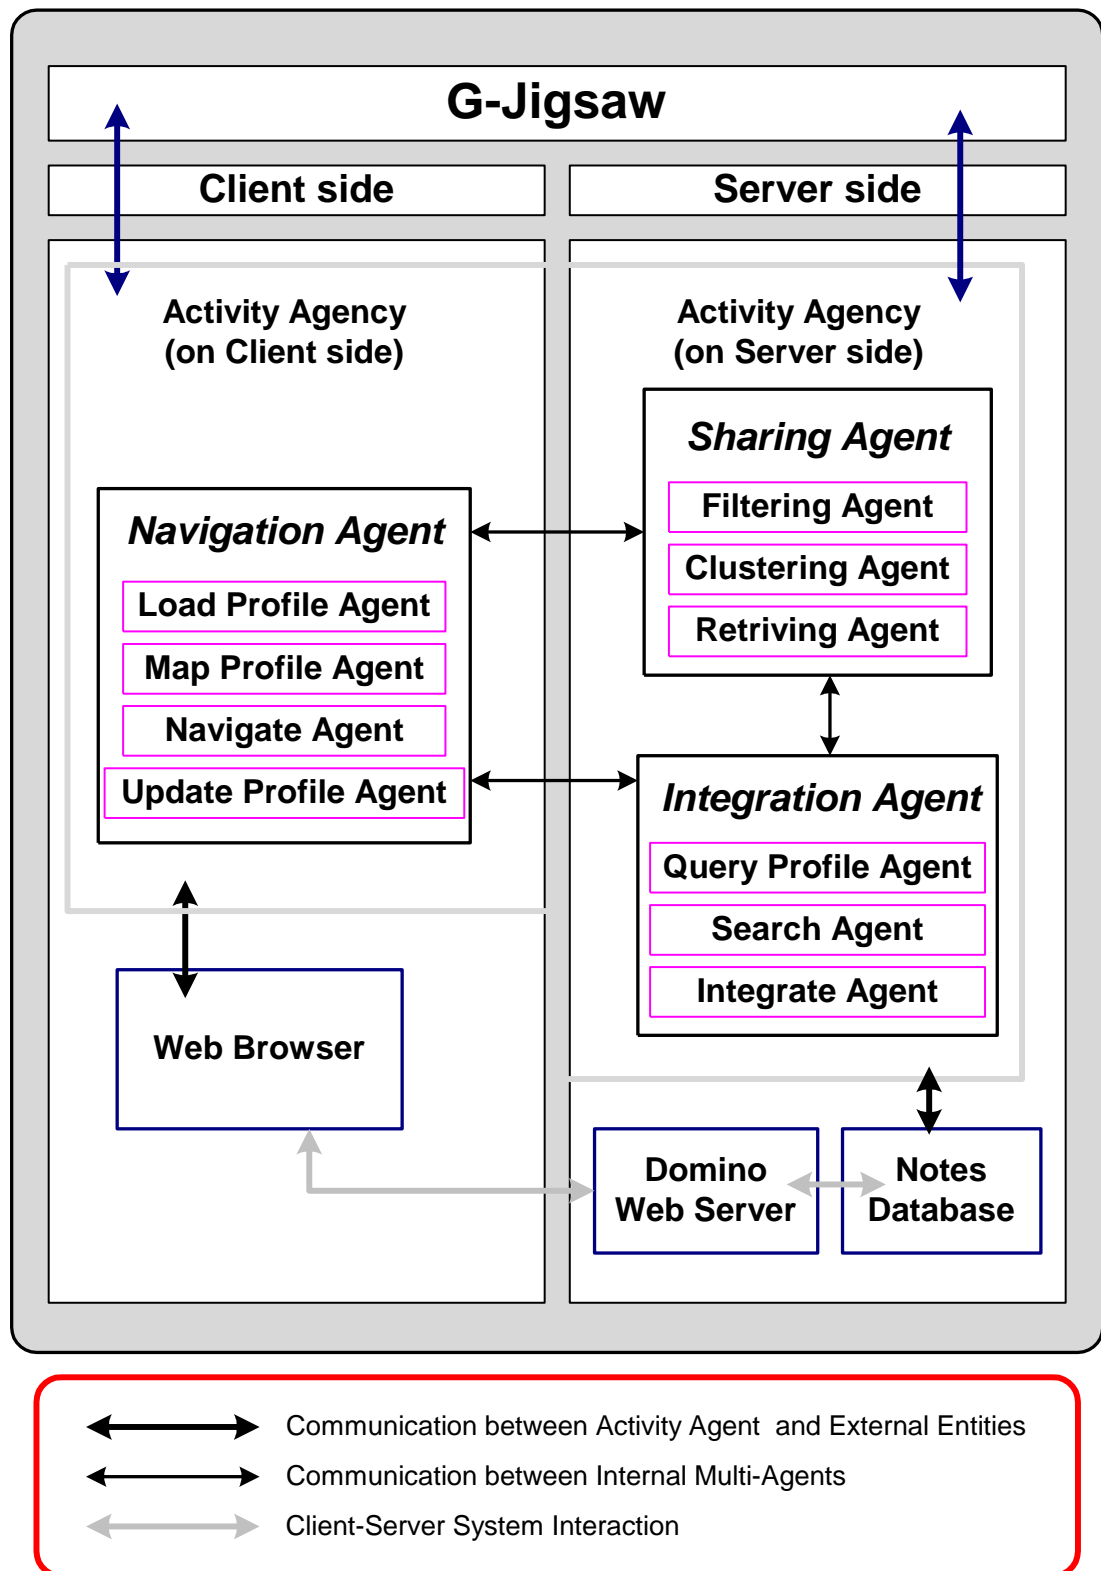 G-Jigsaw
Client side
Server side
Activity Agency
(on Client side)
Activity Agency
(on Server side)
Sharing Agent
Filtering Agent
Clustering Agent
Retriving Agent
Navigation Agent
Load Profile Agent
Map Profile Agent
Navigate Agent
Update Profile Agent
Integration Agent
Query Profile Agent
Search Agent
Integrate Agent
Web Browser
Domino
Web Server
Notes
Database
Communication between Activity Agent  and External Entities
Communication between Internal Multi-Agents
Client-Server System Interaction